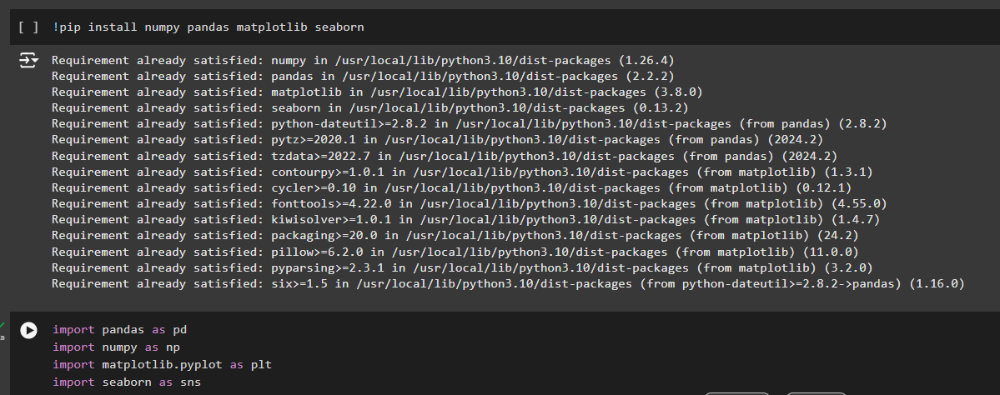 [ ] !pip install numpy pandas matplotlib seaborn
Requirement already satisfied: numpy in /usr/local/lib/python3.10/dist-packages (1.26.4)
Requirement already satisfied: pandas in /usr/local/lib/python3.10/dist-packages (2.2.2)
Requirement already satisfied: matplotlib in /usr/local/lib/python3.10/dist-packages (3.8.0)
Requirement already satisfied: seaborn in /usr/local/lib/python3.10/dist-packages (0.13.2)
Requirement already satisfied: python-dateutil>=2.8.2 in /usr/local/lib/python3.10/dist-packages (from pandas) (2.8.2)
Requirement already satisfied: pytz>=2020.1 in /usr/local/lib/python3.10/dist-packages (from pandas) (2024.2)
Requirement already satisfied: tzdata>=2022.7 in /usr/local/lib/python3.10/dist-packages (from pandas) (2024.2)
Requirement already satisfied: contourpy>=1.0.1 in /usr/local/lib/python3.10/dist-packages (from matplotlib) (1.3.1)
Requirement already satisfied: cycler>=0.10 in /usr/local/lib/python3.10/dist-packages (from matplotlib) (0.12.1)
Requirement already satisfied: fonttools>=4.22.0 in /usr/local/lib/python3.10/dist-packages (from matplotlib) (4.55.0)
Requirement already satisfied: kiwisolver>=1.0.1 in /usr/local/lib/python3.10/dist-packages (from matplotlib) (1.4.7)
Requirement already satisfied: packaging>=20.0 in /usr/local/lib/python3.10/dist-packages (from matplotlib) (24.2)
Requirement already satisfied: pillow>=6.2.0 in /usr/local/lib/python3.10/dist-packages (from matplotlib) (11.0.0)
Requirement already satisfied: pyparsing>=2.3.1 in /usr/local/lib/python3.10/dist-packages (from matplotlib) (3.2.0)
Requirement already satisfied: six>=1.5 in /usr/local/lib/python3.10/dist-packages (from python-dateutil>=2.8.2->pandas) (1.16.0)
import pandas as pd
import numpy as np
import matplotlib.pyplot as plt
import seaborn as sns